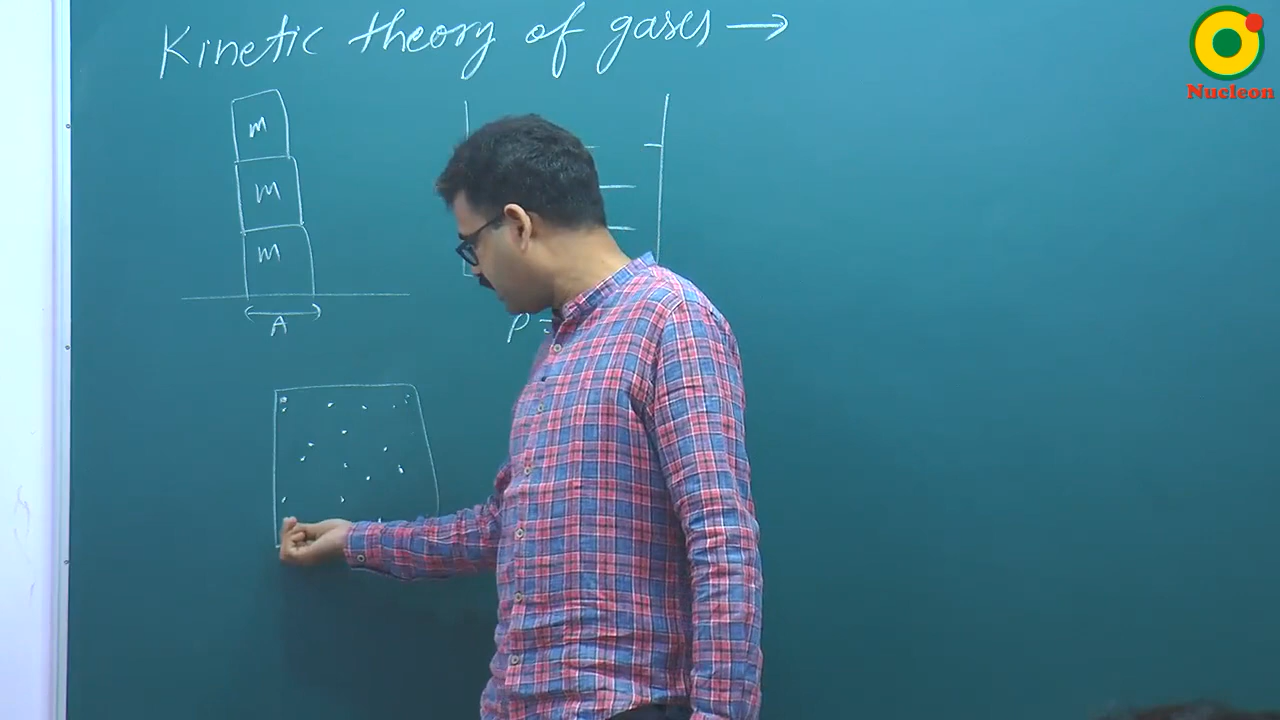 Kinetic theory of gases →
Nucleon
m
m
m
A
P =